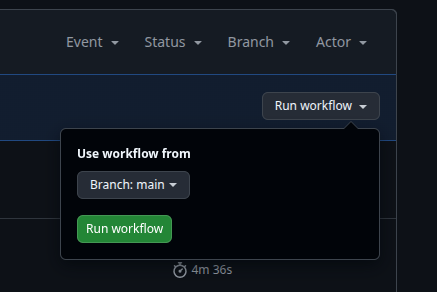 Event Status Branch Actor
Run workflow
Use workflow from
Branch: main
Run workflow
4m 36s